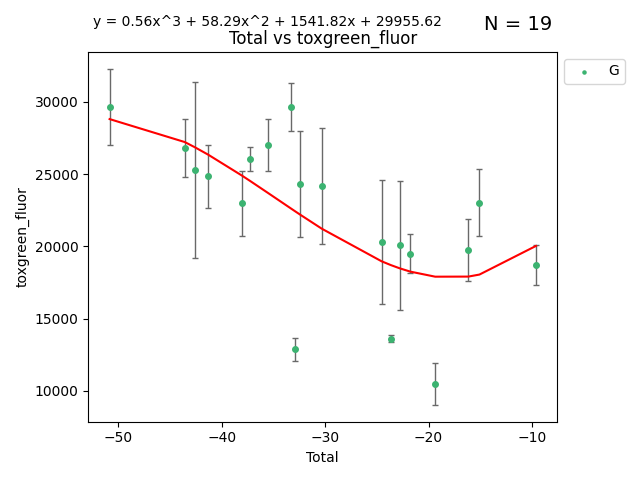 y = 0.56x^3 + 58.29x^2 + 1541.82x + 29955.62
N = 19
Total vs toxgreen_fluor
G
30000
25000
20000
15000
10000
toxgreen_fluor
−50
−40
−30
−20
−10
Total